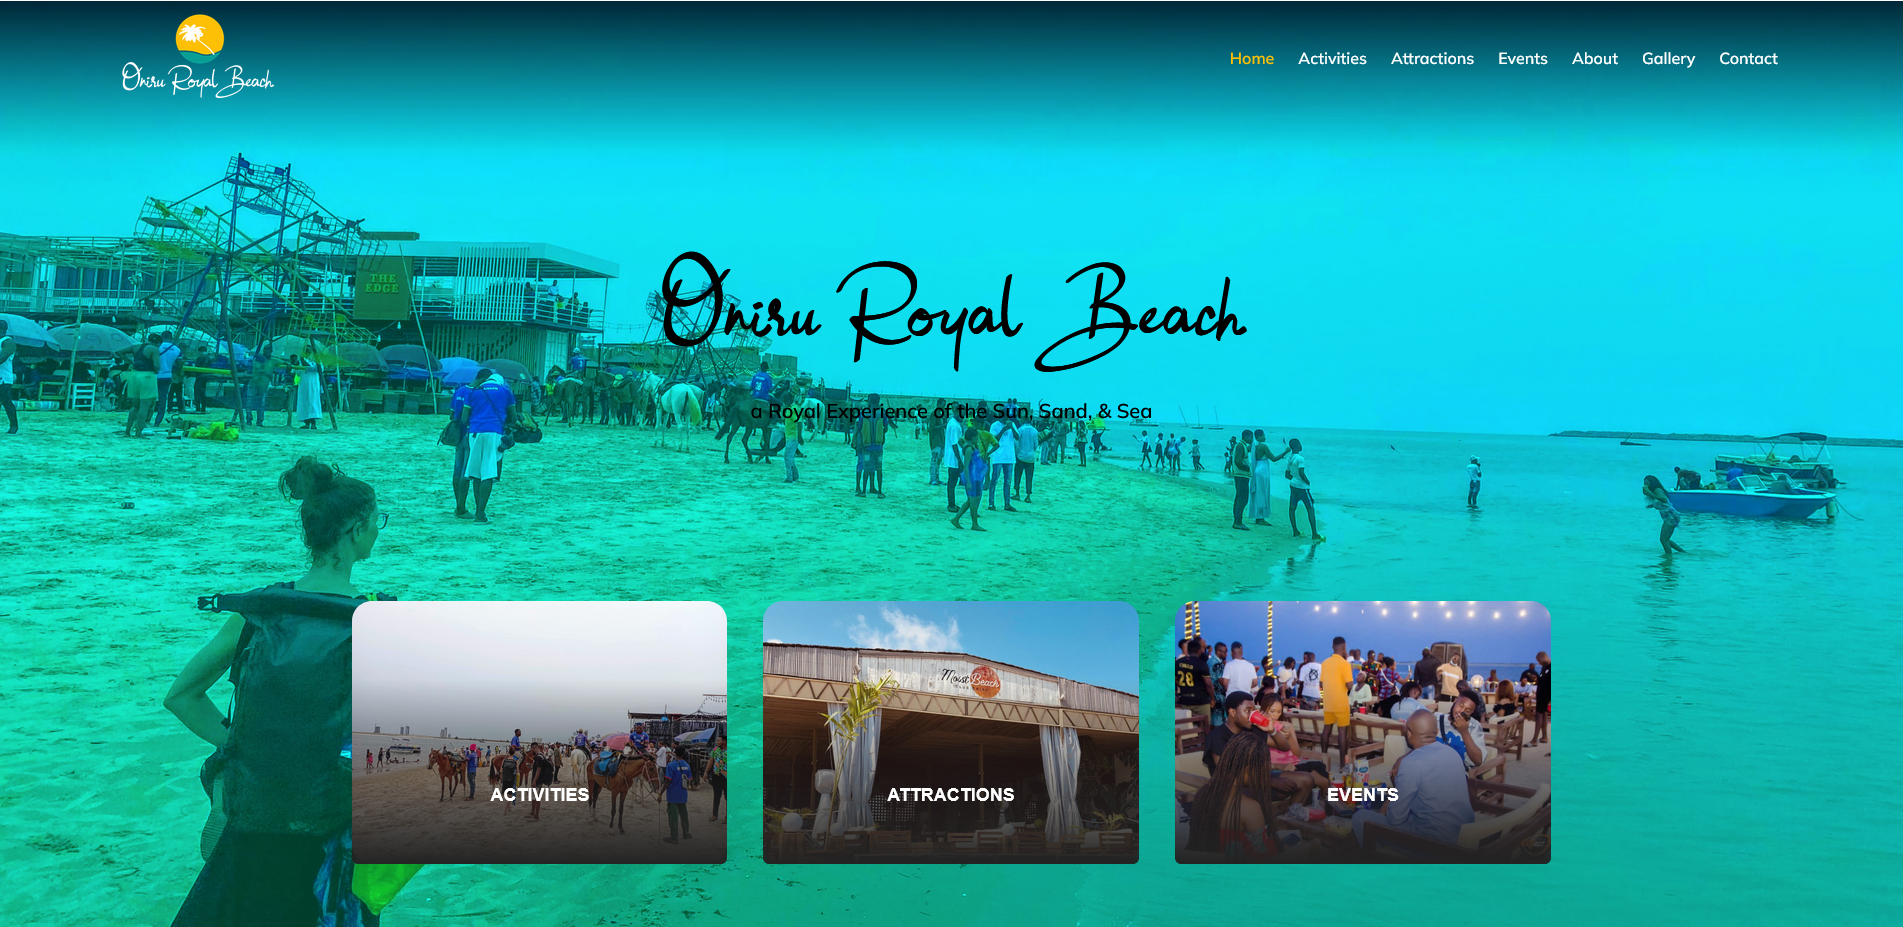 Oniru Royal Beach
Home Activities Attractions Events About Gallery Contact
THE
EDGE
Oniru Royal Beach
a Royal Experience of the Sun, Sand, & Sea
Moist Beach
ACTIVITIES
ATTRACTIONS
EVENTS
28